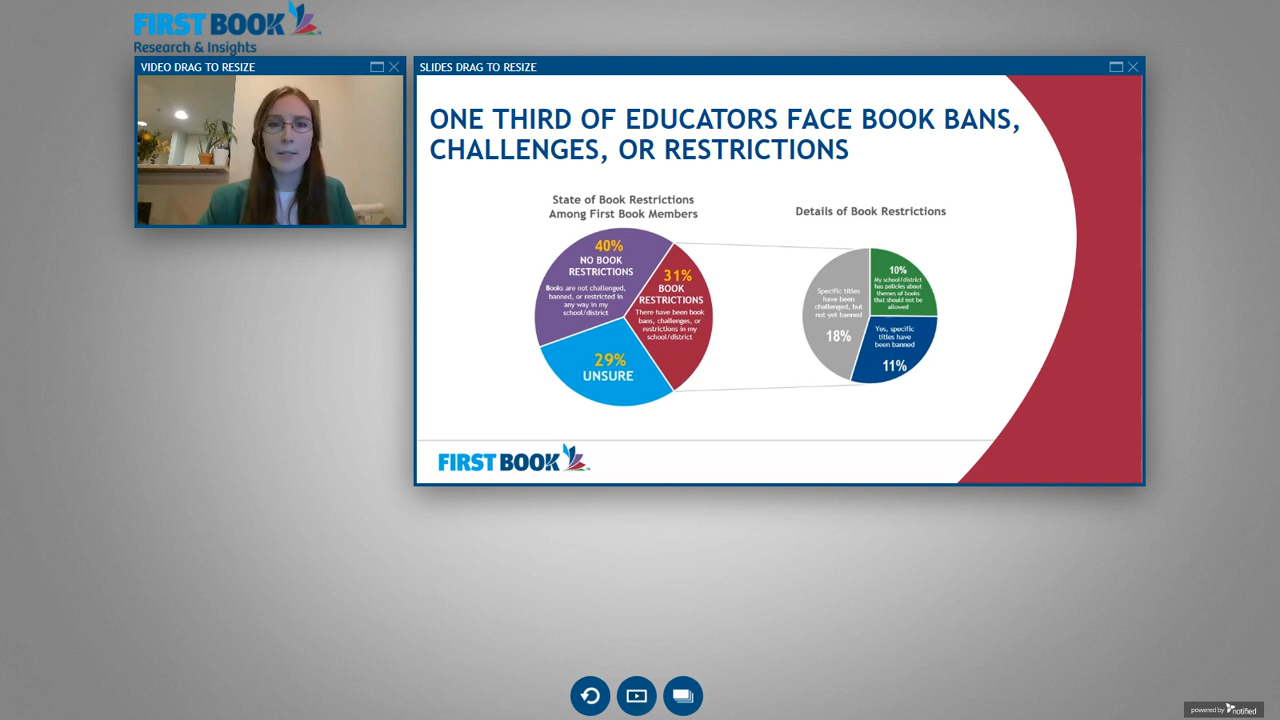 FIRST BOOK
Research & Insights
VIDEO DRAG TO RESIZE
SLIDES DRAG TO RESIZE
ONE THIRD OF EDUCATORS FACE BOOK BANS,
CHALLENGES, OR RESTRICTIONS
State of Book Restrictions
Among First Book Members
40%
NO BOOK
RESTRICTIONS
Books are not challenged,
banned, or restricted in
any way in my
school/district
31%
BOOK
RESTRICTIONS
There have been book
bans, challenges, or
restrictions in my
school/district
29%
UNSURE
Details of Book Restrictions
Specific titles
have been
challenged, but
not yet banned
18%
10%
My school/district
has policies about
themes of books
that should not be
allowed
Yes, specific
titles have
been banned
11%
FIRST BOOK
powered by notified